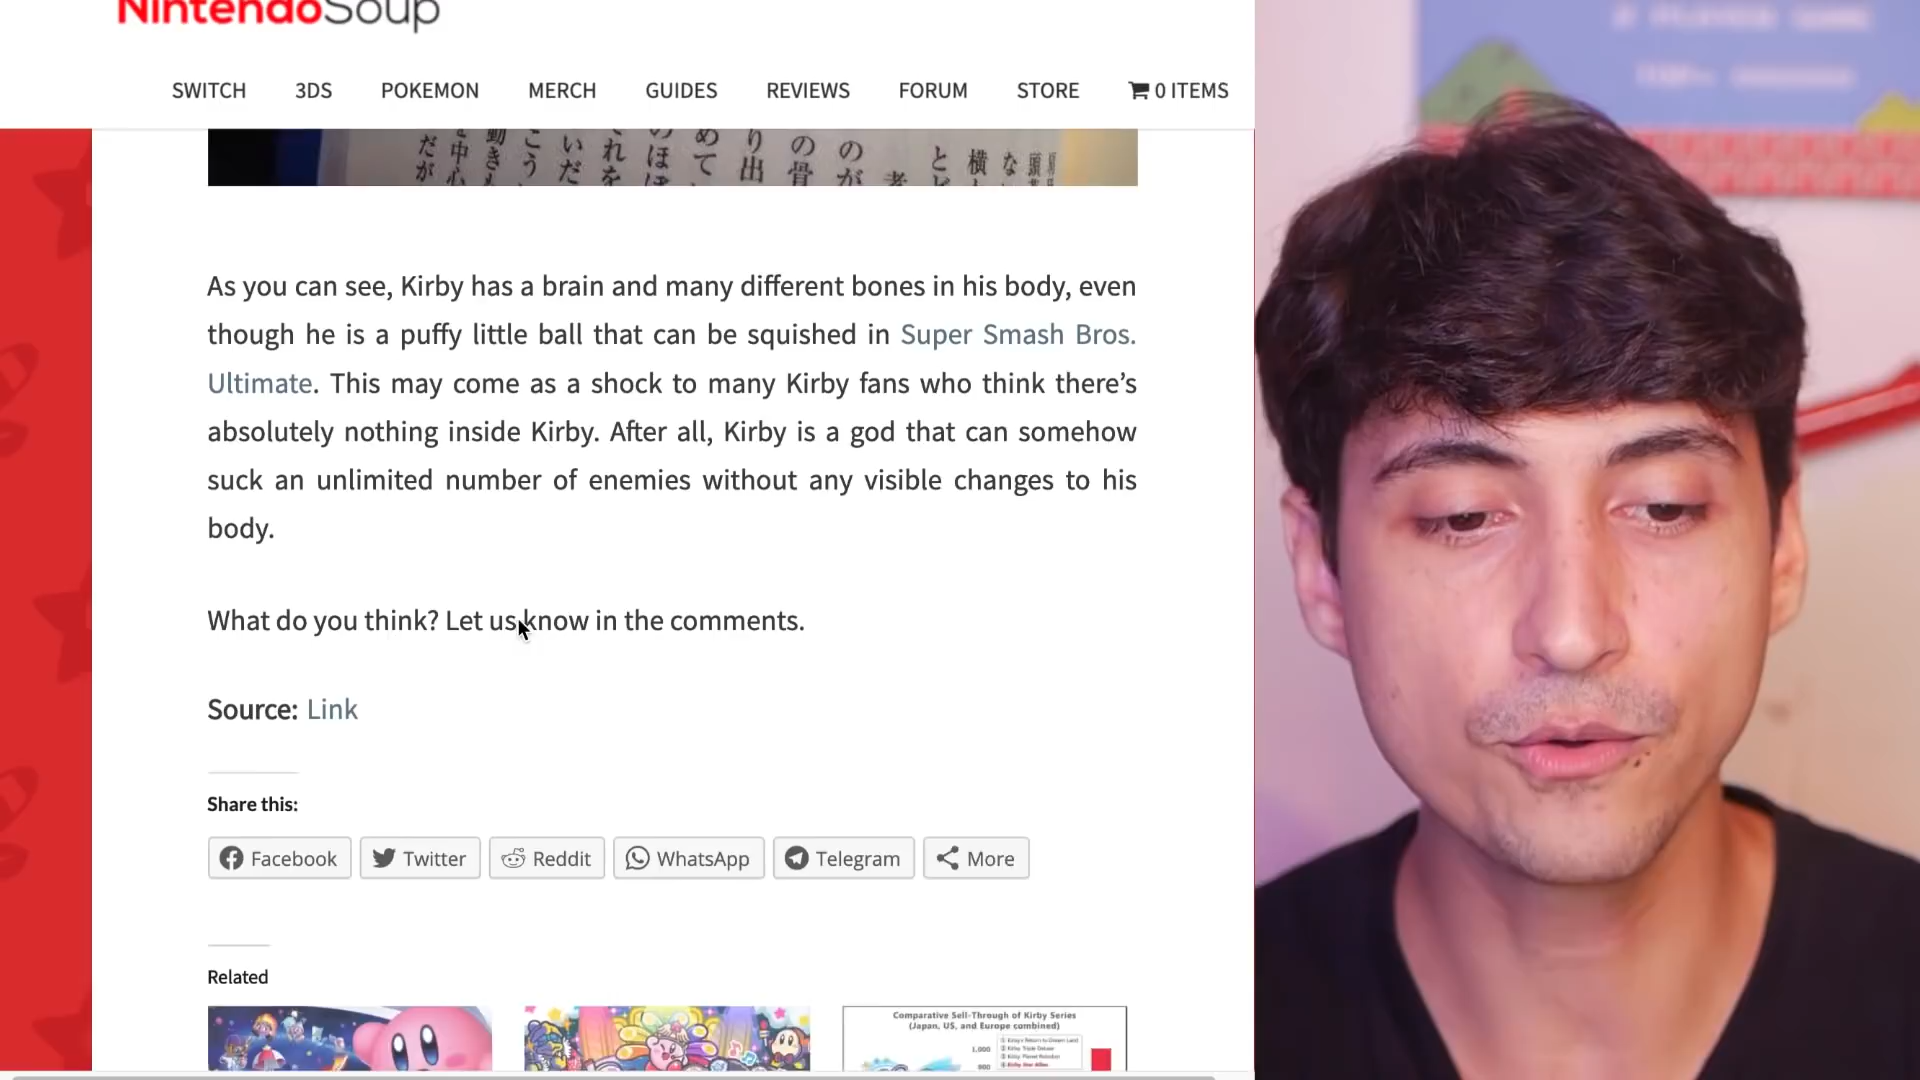 NintendoSoup
SWITCH 3DS POKEMON MERCH GUIDES REVIEWS FORUM STORE 0 ITEMS
As you can see, Kirby has a brain and many different bones in his body, even
though he is a puffy little ball that can be squished in Super Smash Bros.
Ultimate. This may come as a shock to many Kirby fans who think there’s
absolutely nothing inside Kirby. After all, Kirby is a god that can somehow
suck an unlimited number of enemies without any visible changes to his
body.
What do you think? Let us know in the comments.
Source: Link
Share this:
Facebook Twitter Reddit WhatsApp Telegram More
Related
Comparative Sell-Through of Kirby Series
(Japan, US, and Europe combined)
1,000
800